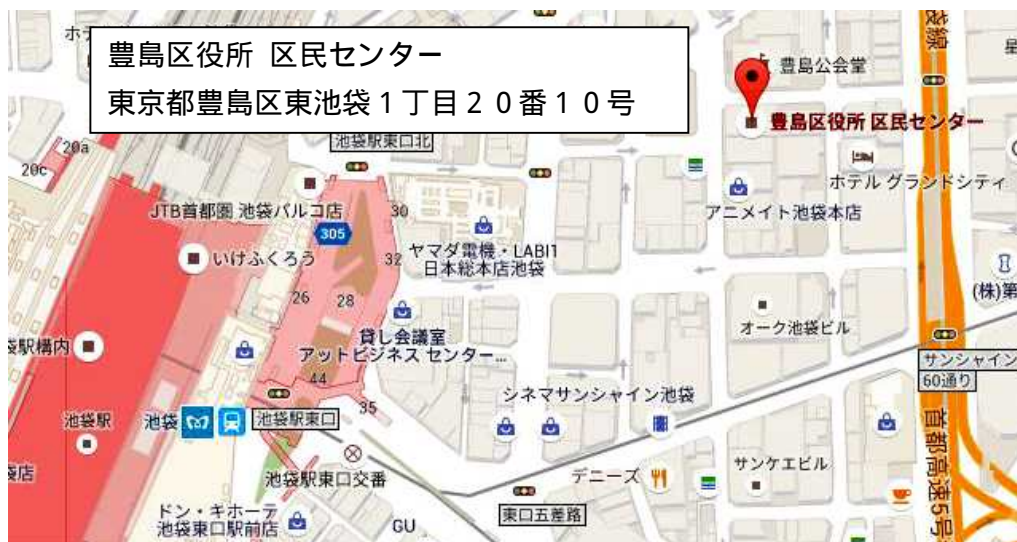 豊島区役所 区民センター
東京都豊島区東池袋１丁目２０番１０号
豊島公会堂
豊島区役所 区民センター
池袋駅東口北
20a
20c
ホテル グランドシティ
アニメイト池袋本店
JTB首都圏 池袋パルコ店
30
305
いけふくろう
32
ヤマダ電機・LABI1
日本総本店池袋
26
28
(株)第
オーク池袋ビル
貸し会議室
アットビジネス センター...
駅構内
44
サンシャイン
60通り
シネマサンシャイン池袋
35
池袋駅
池袋
池袋駅東口
首都高速5号
池袋駅東口交番
デニーズ
サンケエビル
ドン・キホーテ
池袋東口駅前店
GU
東口五差路